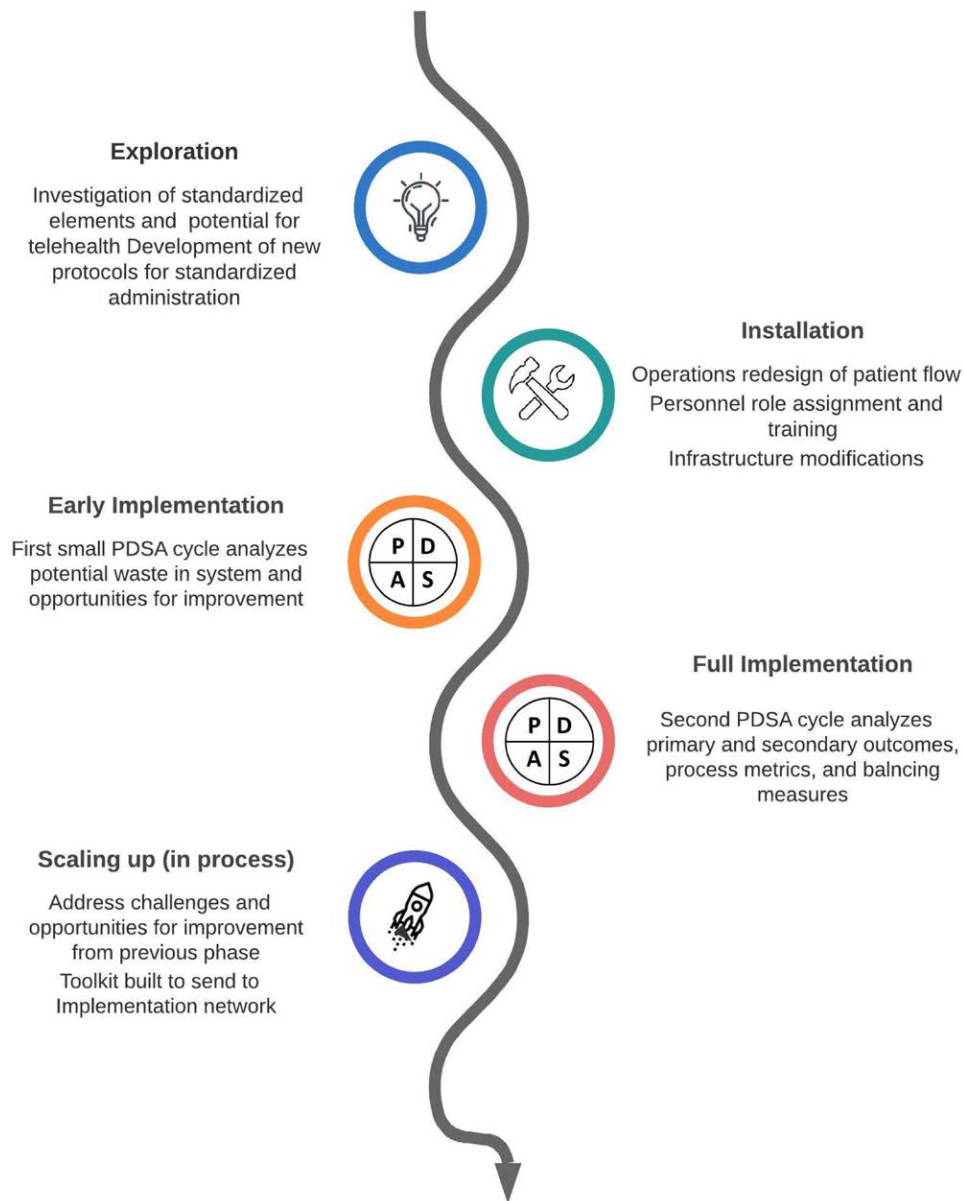 Exploration
Investigation of standardized
elements and potential for
telehealth Development of new
protocols for standardized
administration
Installation
Operations redesign of patient flow
Personnel role assignment and
training
Infrastructure modifications
Early Implementation
First small PDSA cycle analyzes
potential waste in system and
opportunities for improvement
P D
A S
Full Implementation
Second PDSA cycle analyzes
primary and secondary outcomes,
process metrics, and balncing
measures
P D
A S
Scaling up (in process)
Address challenges and
opportunities for improvement
from previous phase
Toolkit built to send to
Implementation network